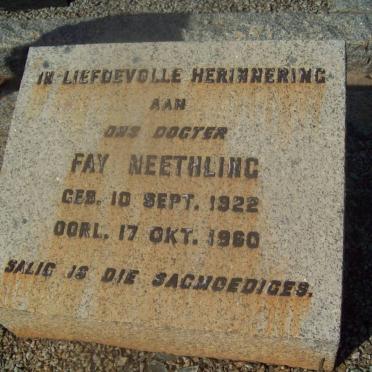 IN LIEFDEVOLLE HERINNERING
AAN
ONS DOGTER
FAY NEETHLING
GEB. 10 SEPT. 1922
OORL. 17 OKT. 1960
SALIG IS DIE SAGMOEDIGES.